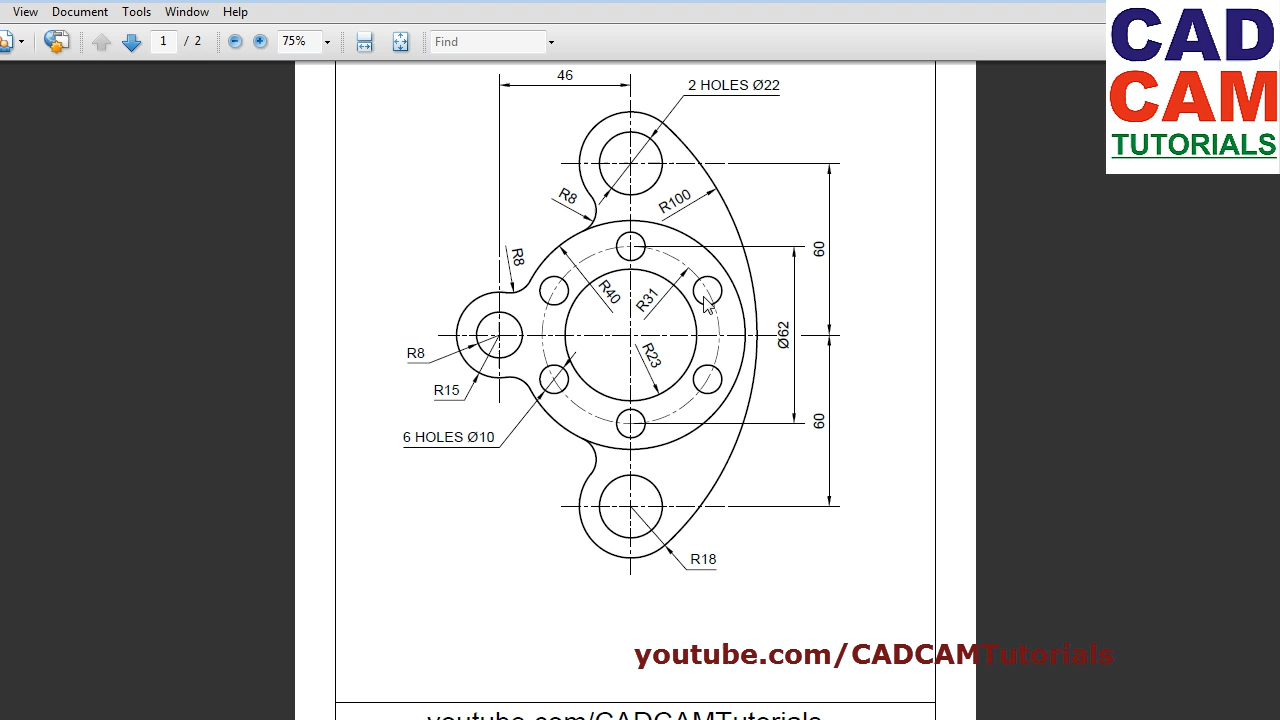 View Document Tools Window Help
1 / 2 75% Find
CAD
CAM
TUTORIALS
46
2 HOLES Ø22
R8
R100
R8
60
R40
R31
Ø62
R8
R23
R15
60
6 HOLES Ø10
R18
youtube.com/CADCAMTutorials
youtube.com/CADCAMTutorials